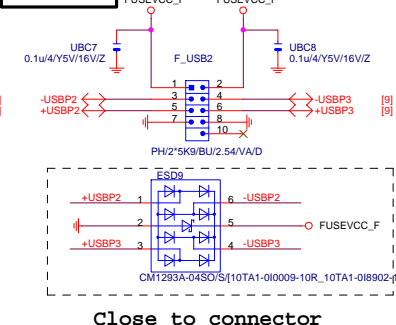 FUSEVCC_F FUSEVCC_F
UBC7 UBC8
0.1u/4/Y5V/16V/Z F_USB2 0.1u/4/Y5V/16V/Z
1 2
-USBP2 3 4 -USBP3 [9]
+USBP2 5 6 +USBP3 [9]
7 8
10
PH/2*5K9/BU/2.54/VA/D
ESD9
+USBP2 1 6 -USBP2
2 5 FUSEVCC_F
+USBP3 3 4 -USBP3
CM1293A-04SO/S/[10TA1-0I0009-10R_10TA1-0I8902-1
Close to connector